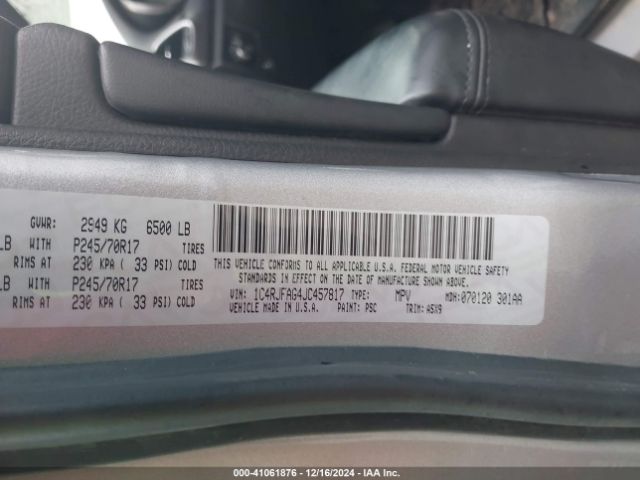 GVWR: 2949 KG 6500 LB
LB WITH P245/70R17 TIRES
RIMS AT 230 KPA ( 33 PSI) COLD
LB WITH P245/70R17 TIRES
RIMS AT 230 KPA ( 33 PSI) COLD
THIS VEHICLE CONFORMS TO ALL APPLICABLE U.S.A. FEDERAL MOTOR VEHICLE SAFETY
STANDARDS IN EFFECT ON THE DATE OF MANUFACTURE SHOWN ABOVE.
VIN: 1C4RJFAG4JC457817 TYPE: MPV MDH: 070120 301AA
VEHICLE MADE IN U.S.A. PAINT: PSC TRIM: A5X9
000-41061876 - 12/16/2024 - IAA Inc.